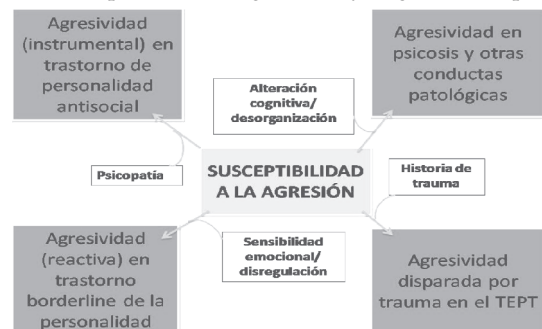 Agresividad
(instrumental) en
trastorno de
personalidad
antisocial
Agresividad en
psicosis y otras
conductas
patológicas
Alteración
cognitiva/
desorganización
Psicopatía
SUSCEPTIBILIDAD
A LA AGRESIÓN
Historia de
trauma
Sensibilidad
emocional/
disregulación
Agresividad
(reactiva) en
trastorno
borderline de la
personalidad
Agresividad
disparada por
trauma en el TEPT